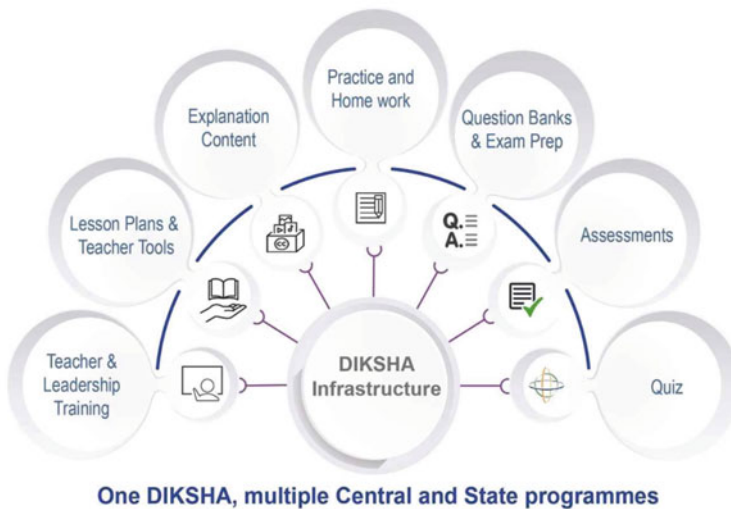 Practice and
Home work
Explanation
Content
Question Banks
& Exam Prep
Lesson Plans &
Teacher Tools
Q.
A.
Assessments
CC
Teacher &
Leadership
Training
DIKSHA
Infrastructure
Quiz
One DIKSHA, multiple Central and State programmes